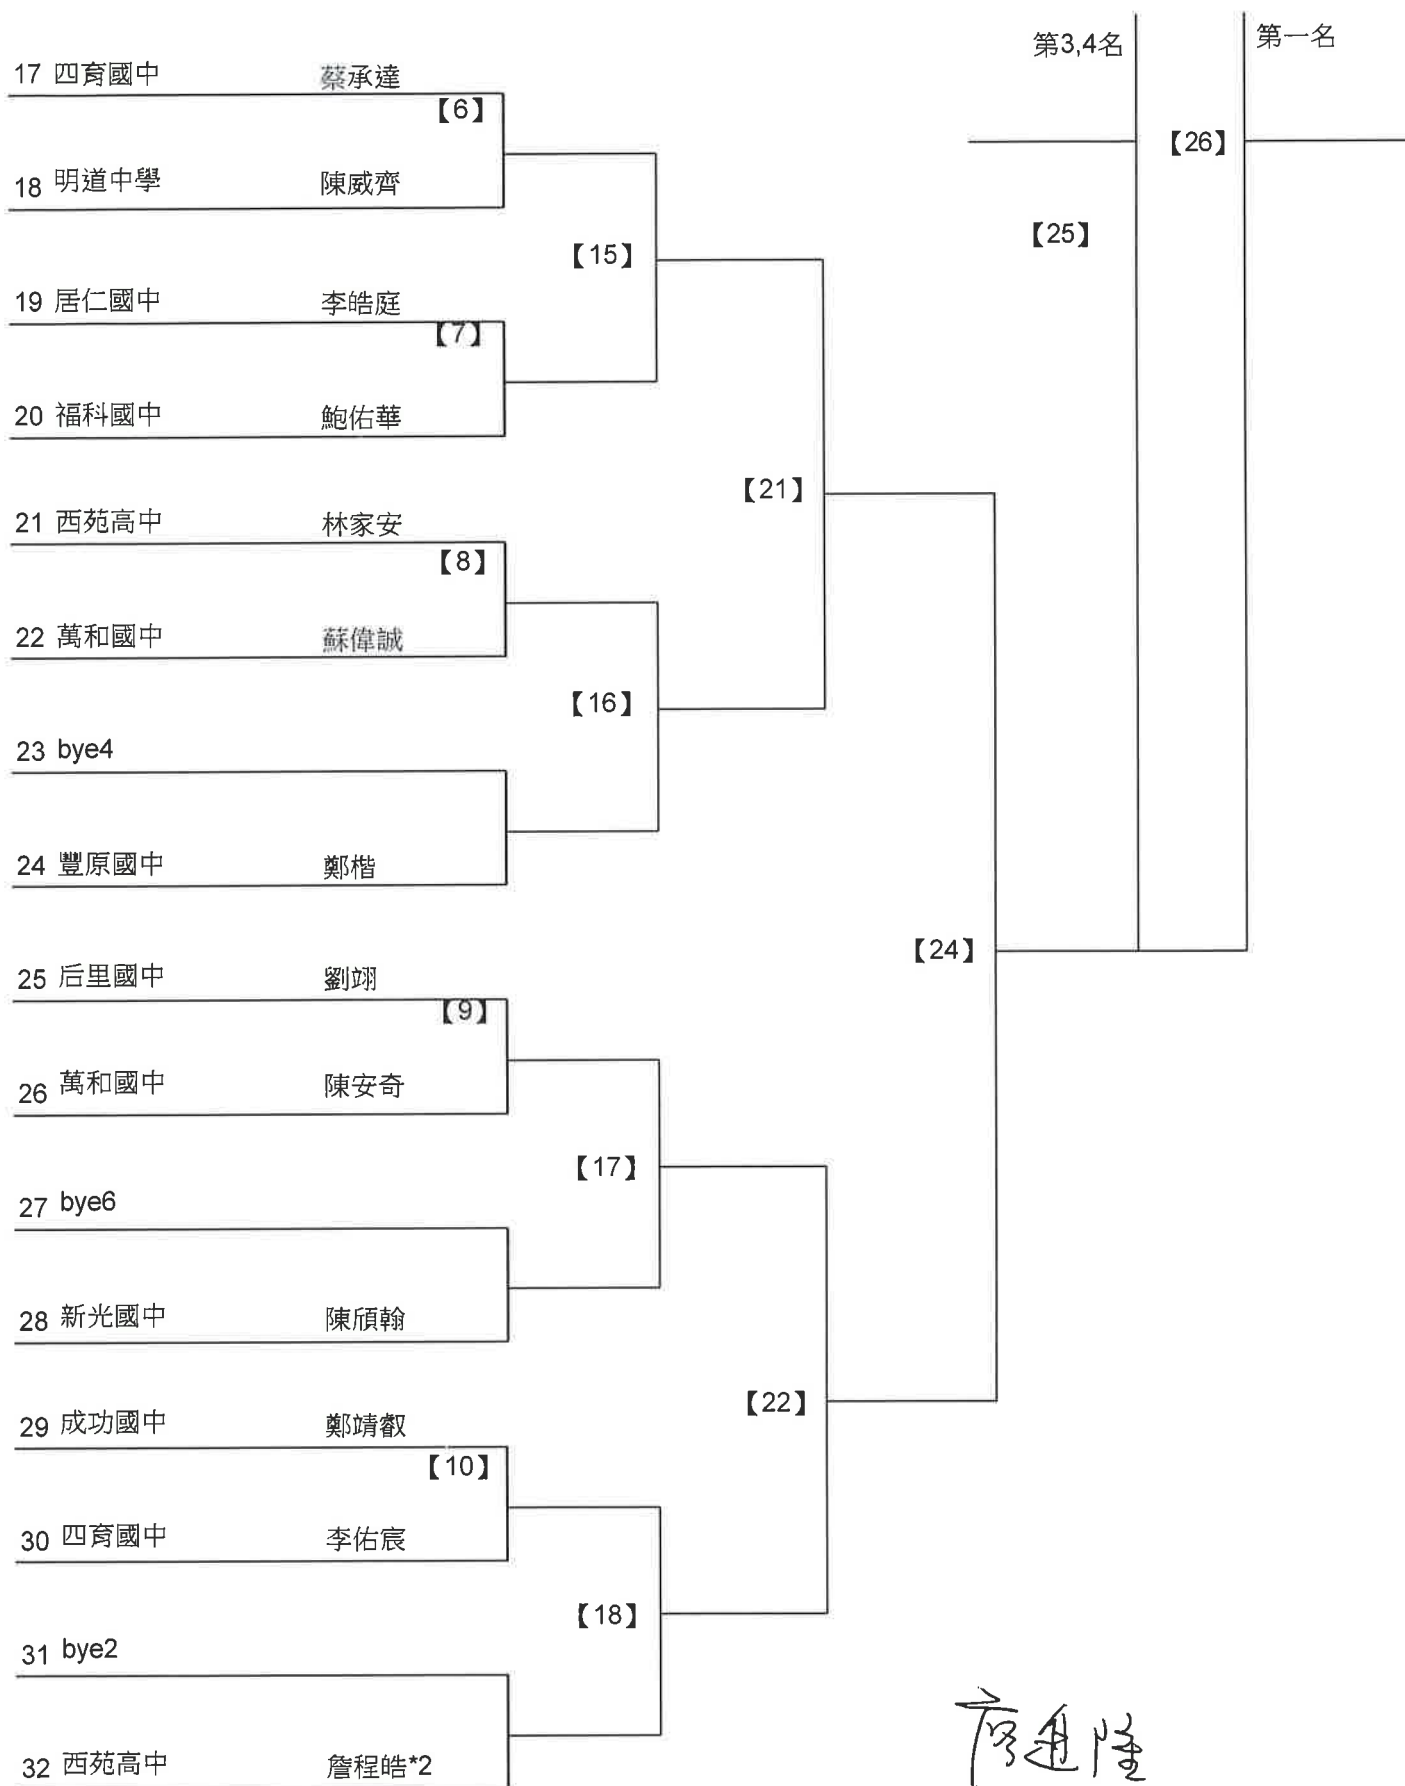 第3,4名 第一名
17 四育國中 蔡承達
【6】
【26】
18 明道中學 陳威齊
【25】
【15】
19 居仁國中 李皓庭
【7】
20 福科國中 鮑佑華
【21】
21 西苑高中 林家安
【8】
22 萬和國中 蘇偉誠
【16】
23 bye4
24 豐原國中 鄭楷
【24】
25 后里國中 劉翊
【9】
26 萬和國中 陳安奇
【17】
27 bye6
28 新光國中 陳頎翰
【22】
29 成功國中 鄭靖叡
【10】
30 四育國中 李佑宸
【18】
31 bye2
32 西苑高中 詹程皓*2
廖進隆